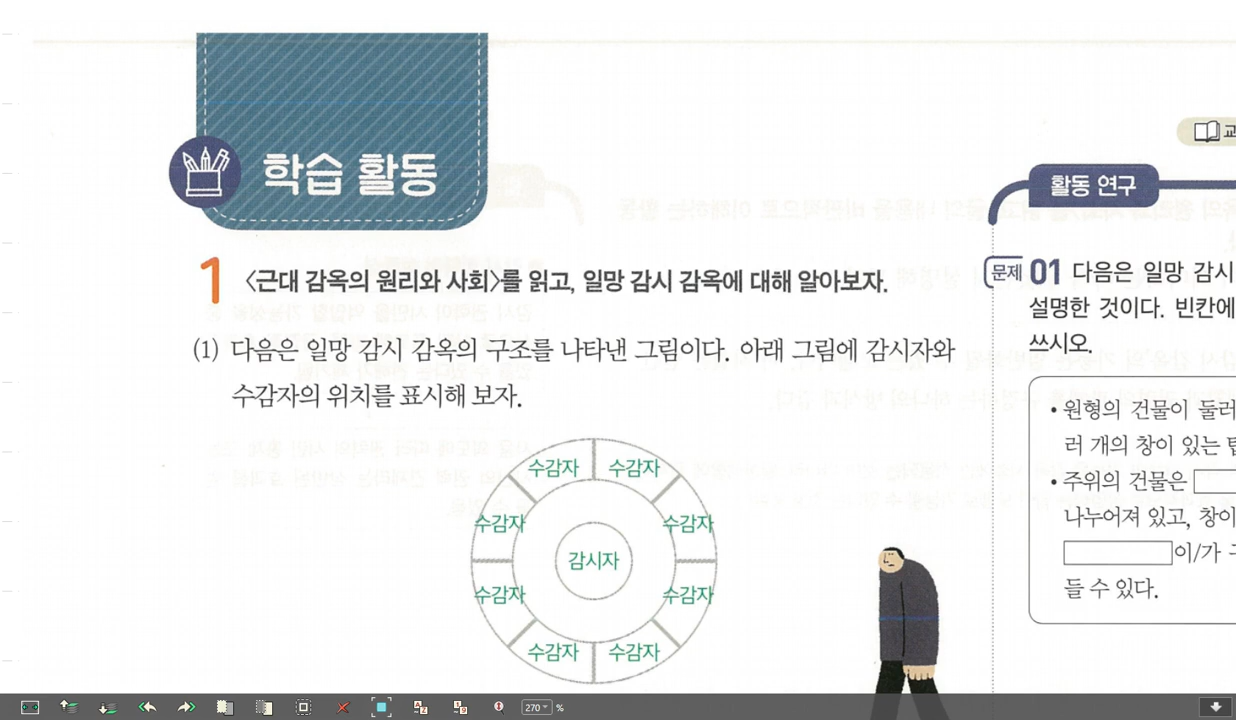 학습 활동
1 <근대 감옥의 원리와 사회>를 읽고, 일망 감시 감옥에 대해 알아보자.
(1) 다음은 일망 감시 감옥의 구조를 나타낸 그림이다. 아래 그림에 감시자와
수감자의 위치를 표시해 보자.
수감자 수감자
수감자 수감자
감시자
수감자 수감자
수감자 수감자
교
활동 연구
문제 01 다음은 일망 감시
설명한 것이다. 빈칸에
쓰시오.
• 원형의 건물이 둘러
러 개의 창이 있는 탑
• 주위의 건물은
나누어져 있고, 창이
이/가
들 수 있다.
270 %